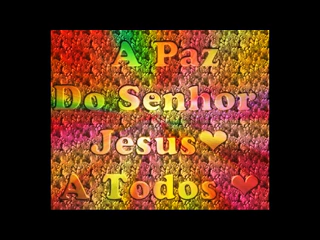 A Paz
Do Senhor
Jesus❤
A Todos ❤